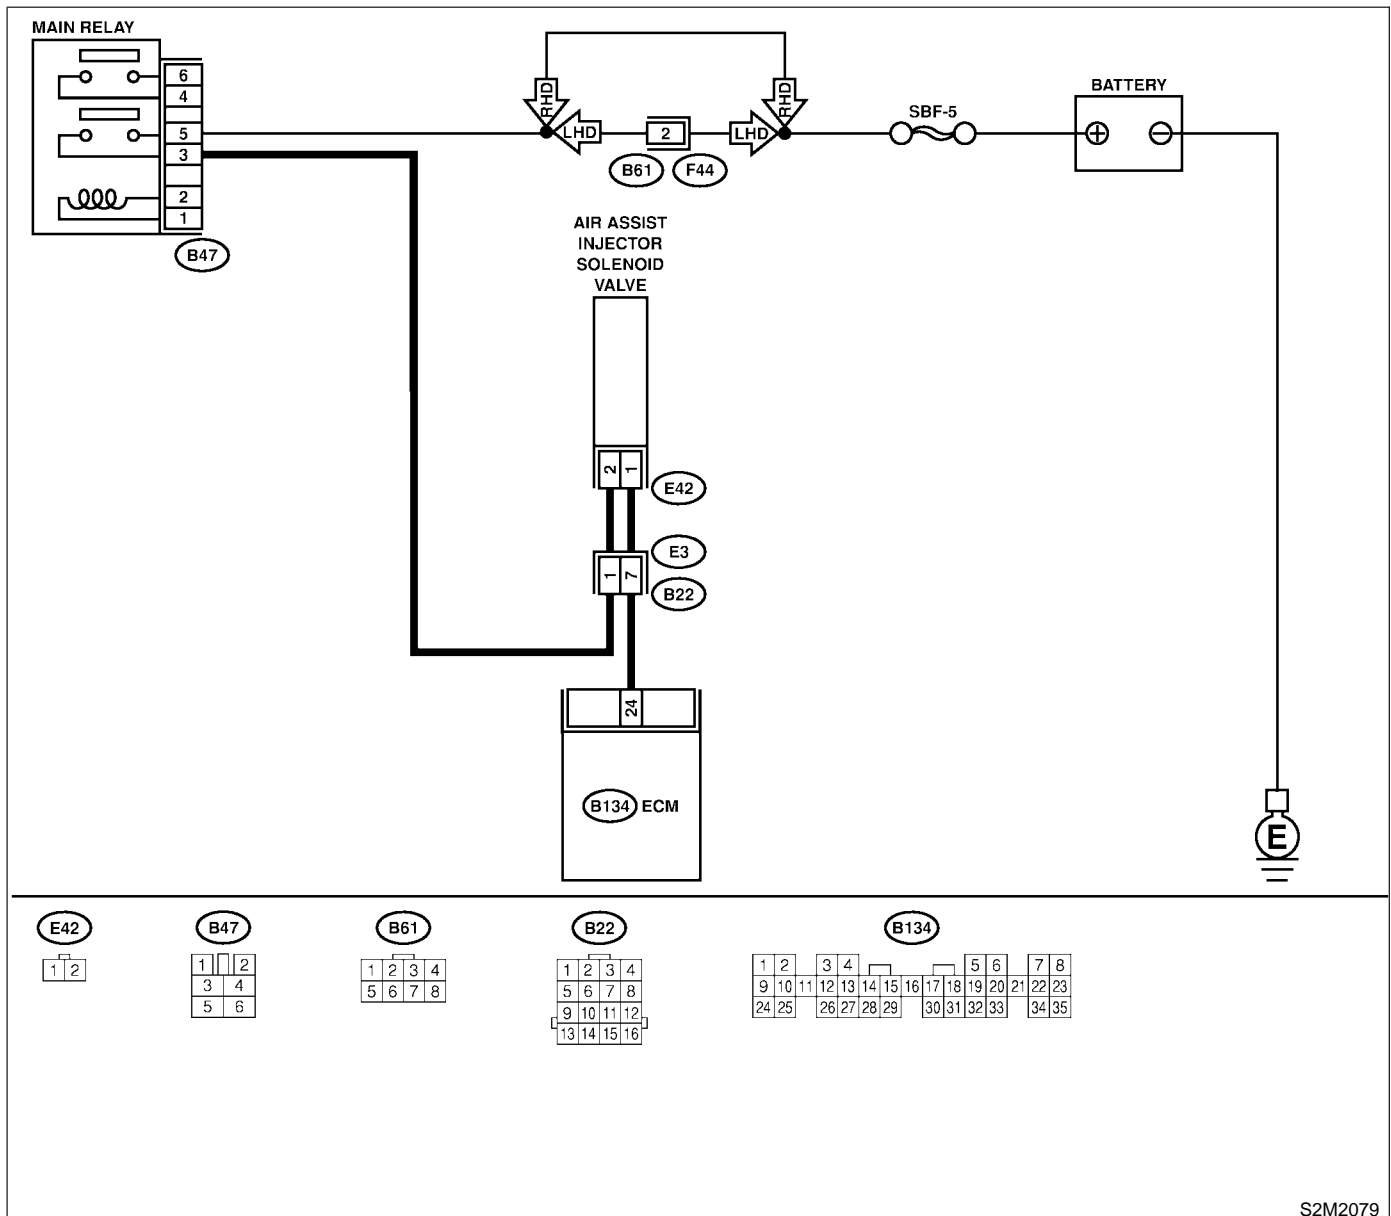 MAIN RELAY
6
4
5
3
2
1
B47
RHD
LHD
2
LHD
RHD
B61
F44
SBF-5
BATTERY
AIR ASSIST
INJECTOR
SOLENOID
VALVE
2 1
E42
E3
1 7
B22
24
B134 ECM
E
E42
1 2
B47
1 2
3 4
5 6
B61
1 2 3 4
5 6 7 8
B22
1 2 3 4
5 6 7 8
9 10 11 12
13 14 15 16
B134
1 2 3 4 5 6 7 8
9 10 11 12 13 14 15 16 17 18 19 20 21 22 23
24 25 26 27 28 29 30 31 32 33 34 35
S2M2079